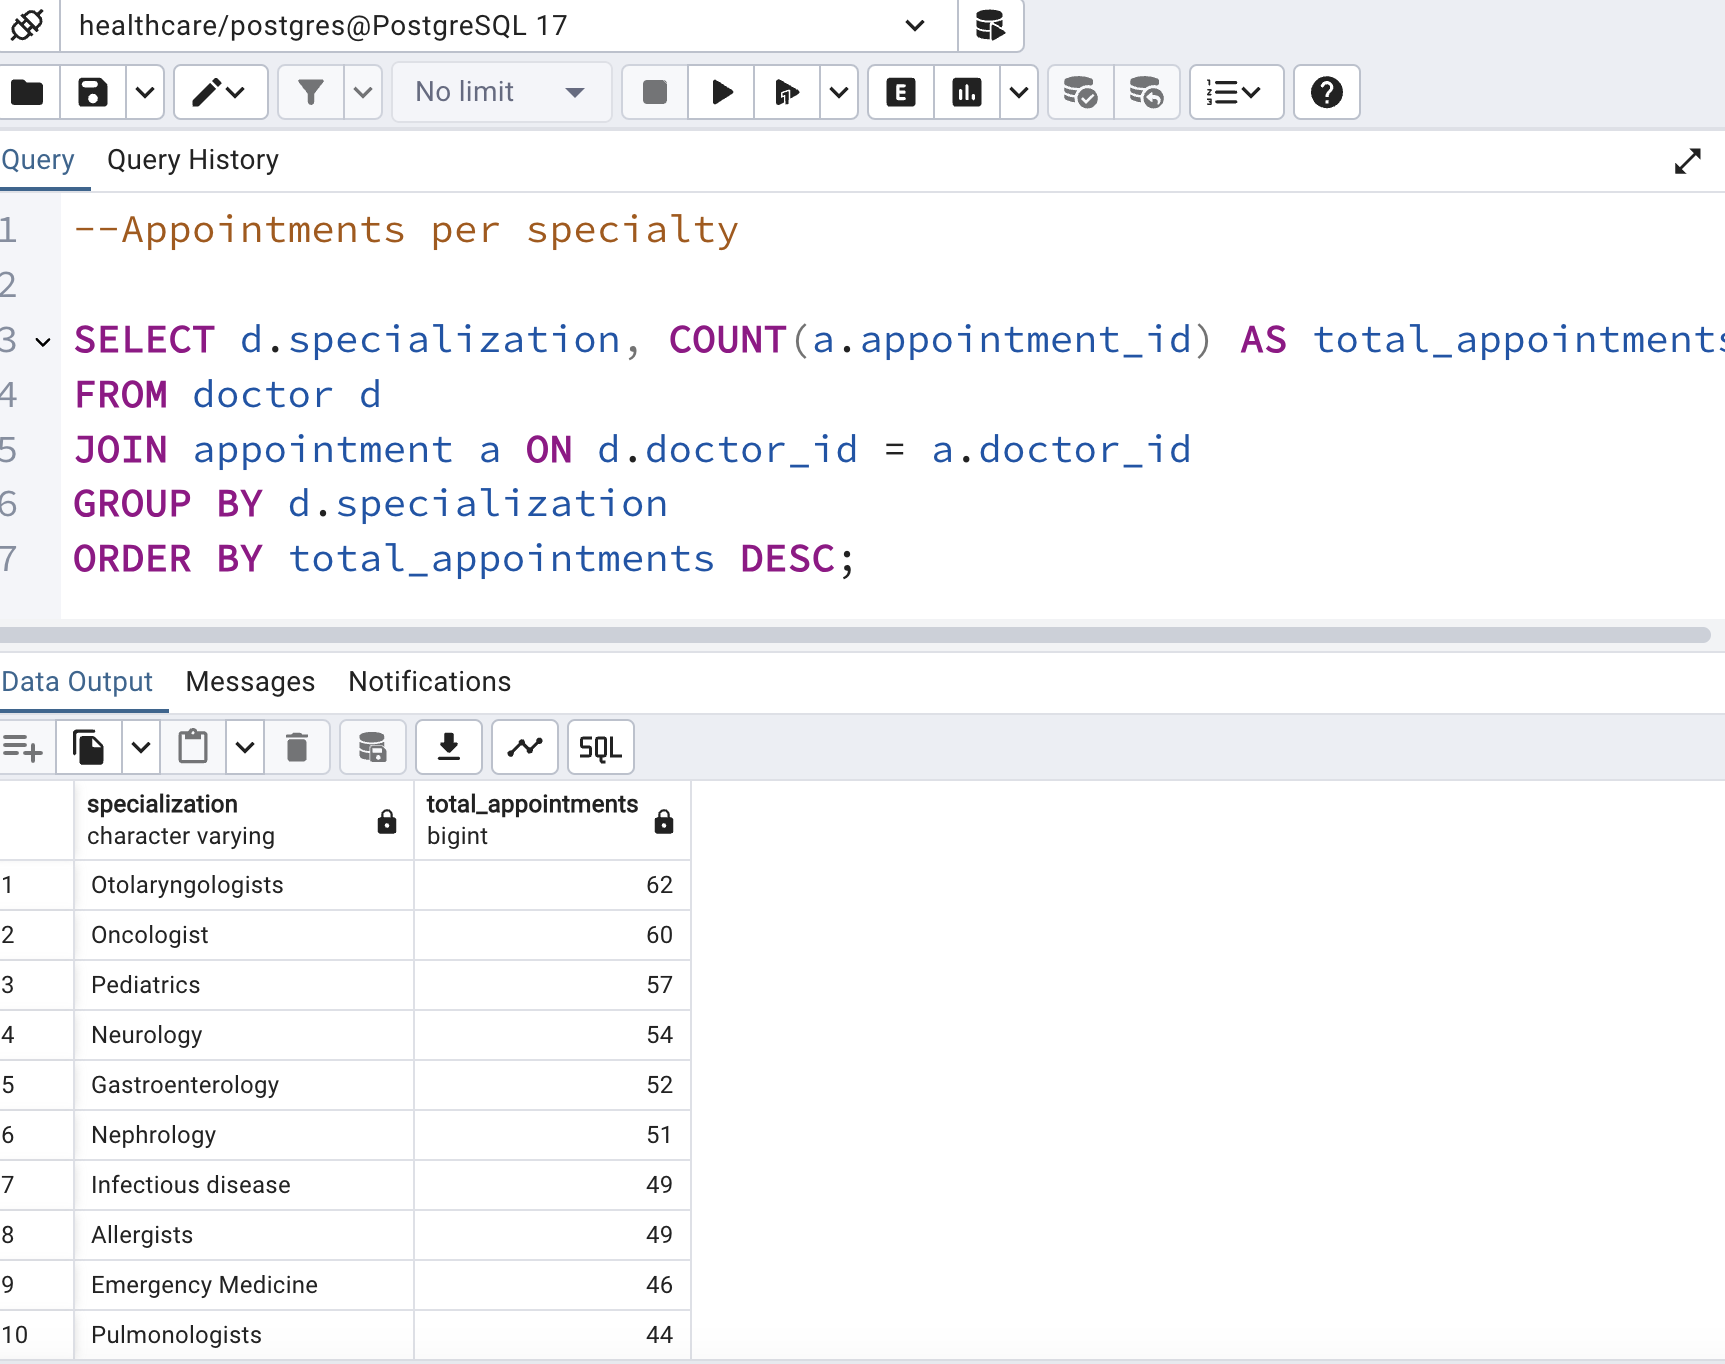 healthcare/postgres@PostgreSQL 17
No limit
E
Query Query History
1 --Appointments per specialty
2
3 SELECT d.specialization, COUNT(a.appointment_id) AS total_appointments
4 FROM doctor d
5 JOIN appointment a ON d.doctor_id = a.doctor_id
6 GROUP BY d.specialization
7 ORDER BY total_appointments DESC;
Data Output Messages Notifications
SQL
specialization total_appointments
character varying bigint
1 Otolaryngologists 62
2 Oncologist 60
3 Pediatrics 57
4 Neurology 54
5 Gastroenterology 52
6 Nephrology 51
7 Infectious disease 49
8 Allergists 49
9 Emergency Medicine 46
10 Pulmonologists 44